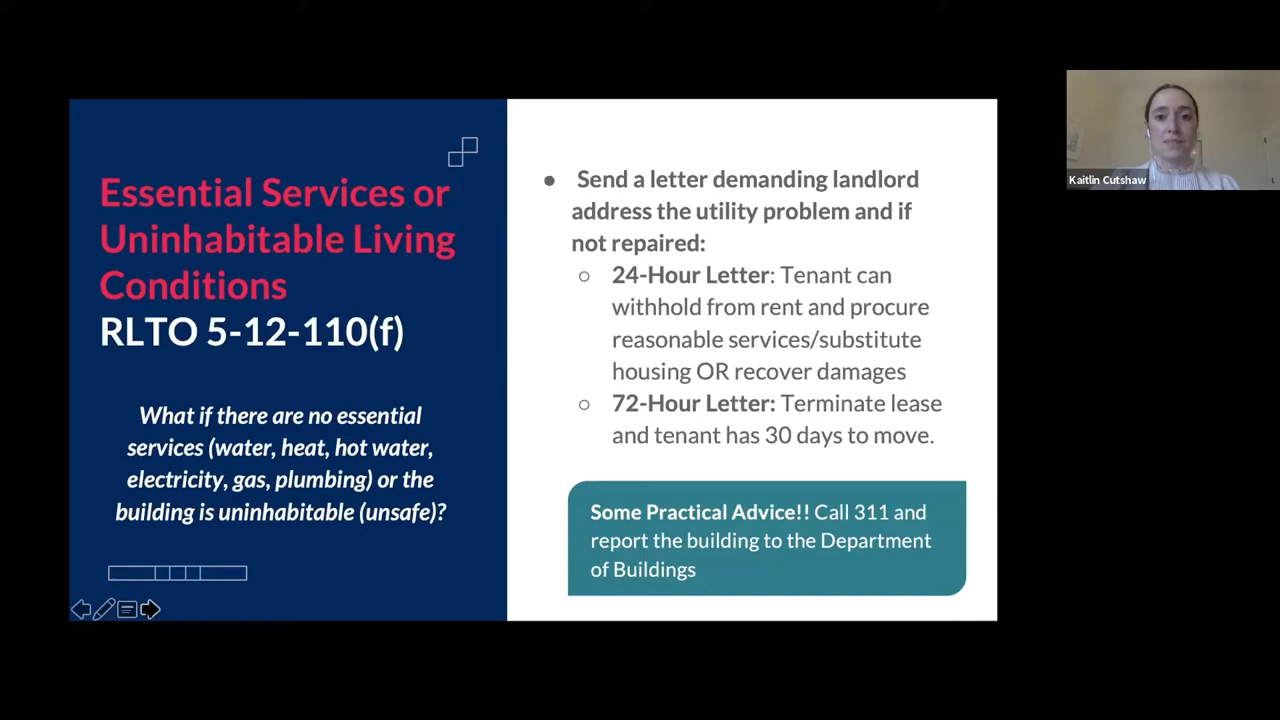 Essential Services or
Uninhabitable Living
Conditions
RLTO 5-12-110(f)
What if there are no essential
services (water, heat, hot water,
electricity, gas, plumbing) or the
building is uninhabitable (unsafe)?
● Send a letter demanding landlord
address the utility problem and if
not repaired:
○ 24-Hour Letter: Tenant can
withhold from rent and procure
reasonable services/substitute
housing OR recover damages
○ 72-Hour Letter: Terminate lease
and tenant has 30 days to move.
Some Practical Advice!! Call 311 and
report the building to the Department
of Buildings
Kaitlin Cutshaw